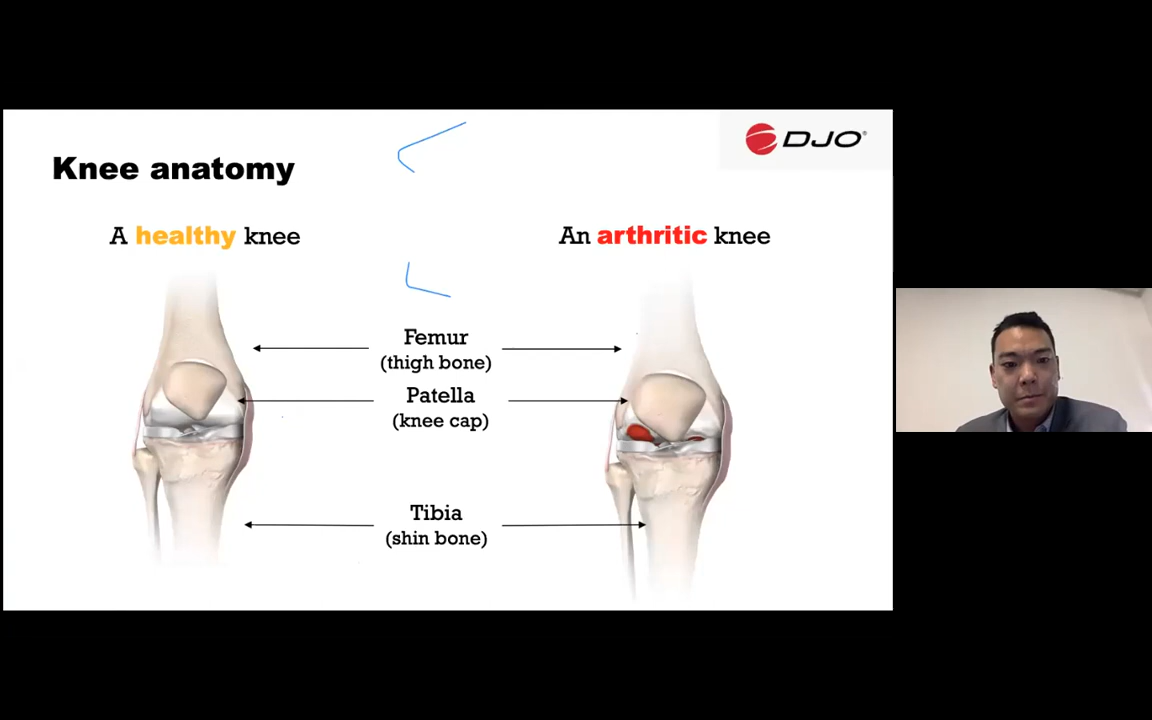 DJO®
Knee anatomy
A healthy knee
An arthritic knee
Femur
(thigh bone)
Patella
(knee cap)
Tibia
(shin bone)